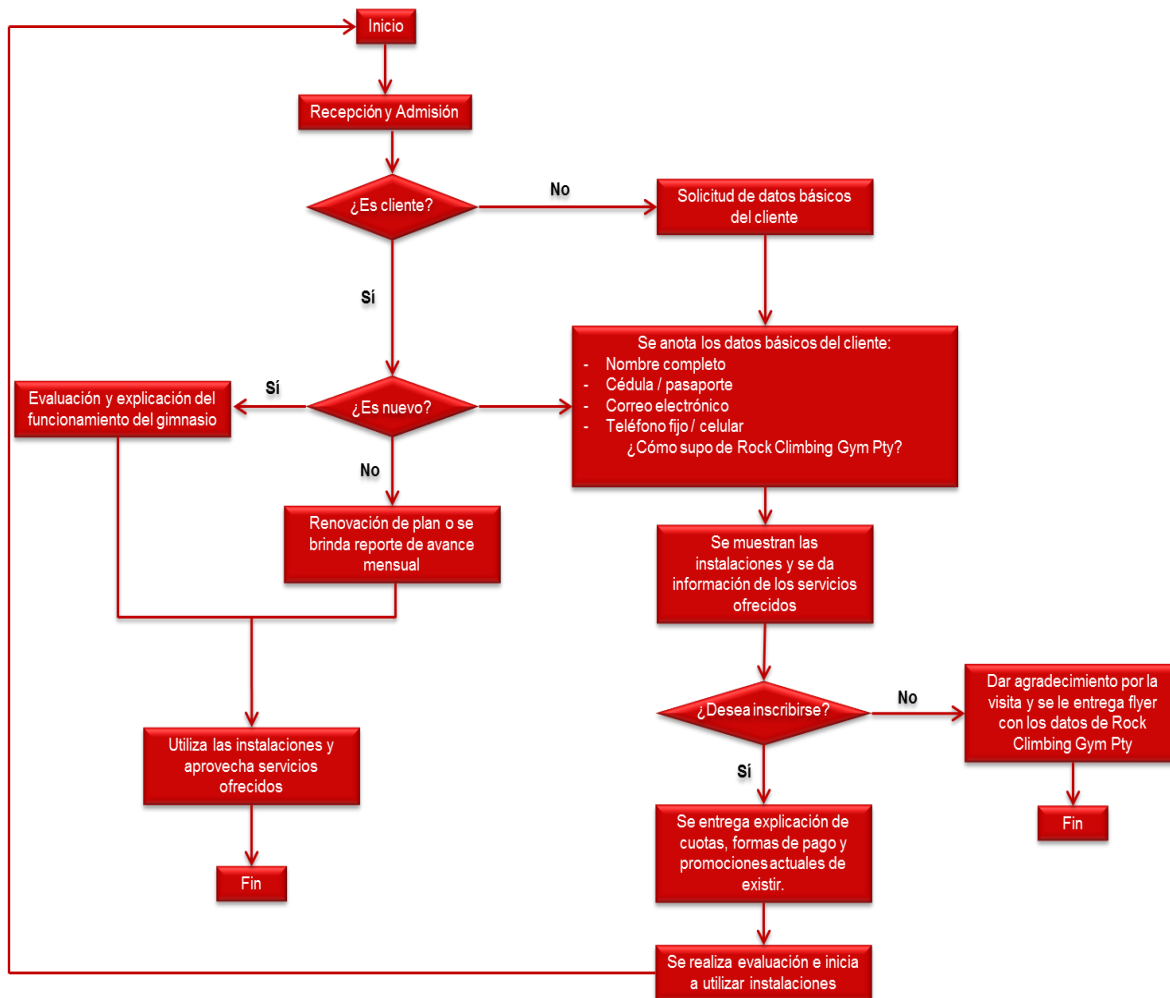 Inicio
Recepción y Admisión
¿Es cliente?
No
Solicitud de datos básicos
del cliente
Sí
Se anota los datos básicos del cliente:
- Nombre completo
- Cédula / pasaporte
- Correo electrónico
- Teléfono fijo / celular
¿Cómo supo de Rock Climbing Gym Pty?
¿Es nuevo?
Sí
Evaluación y explicación del
funcionamiento del gimnasio
No
Renovación de plan o se
brinda reporte de avance
mensual
Se muestran las
instalaciones y se da
información de los servicios
ofrecidos
¿Desea inscribirse?
No
Dar agradecimiento por la
visita y se le entrega flyer
con los datos de Rock
Climbing Gym Pty
Fin
Utiliza las instalaciones y
aprovecha servicios
ofrecidos
Fin
Sí
Se entrega explicación de
cuotas, formas de pago y
promociones actuales de
existir.
Se realiza evaluación e inicia
a utilizar instalaciones